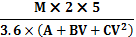 M × 2 × 5
3.6 × (A + BV + CV²)